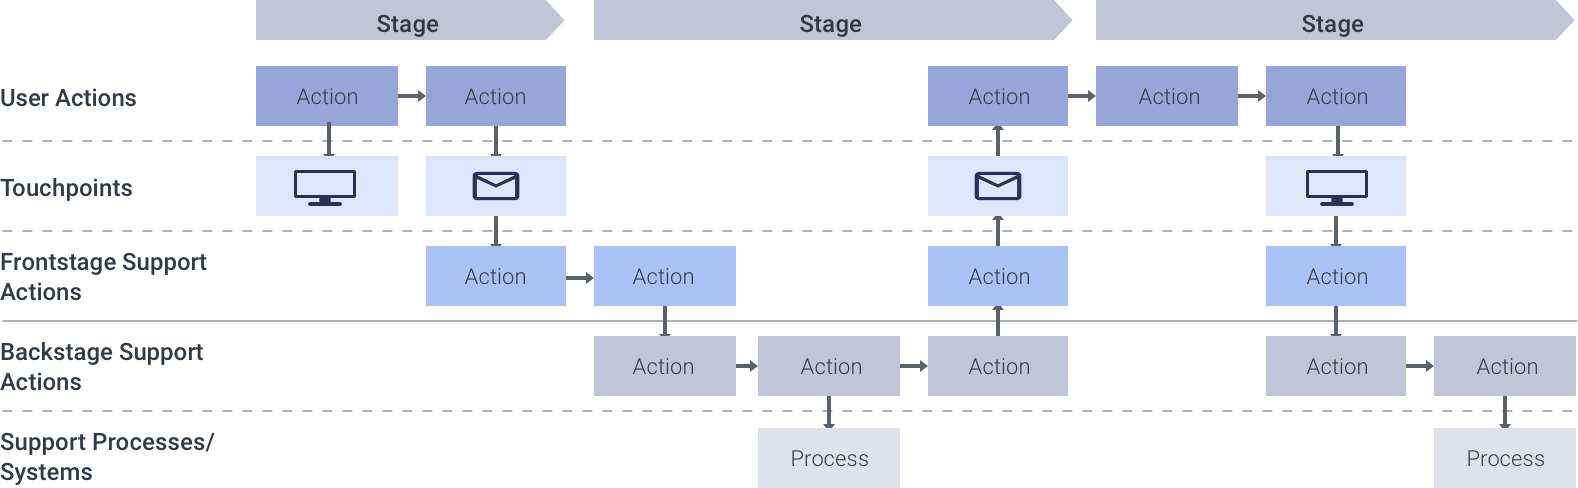 Stage
Stage
Stage
User Actions
Action
Action
Action
Action
Action
Touchpoints
Frontstage Support
Actions
Action
Action
Action
Action
Backstage Support
Actions
Action
Action
Action
Action
Action
Support Processes/
Systems
Process
Process